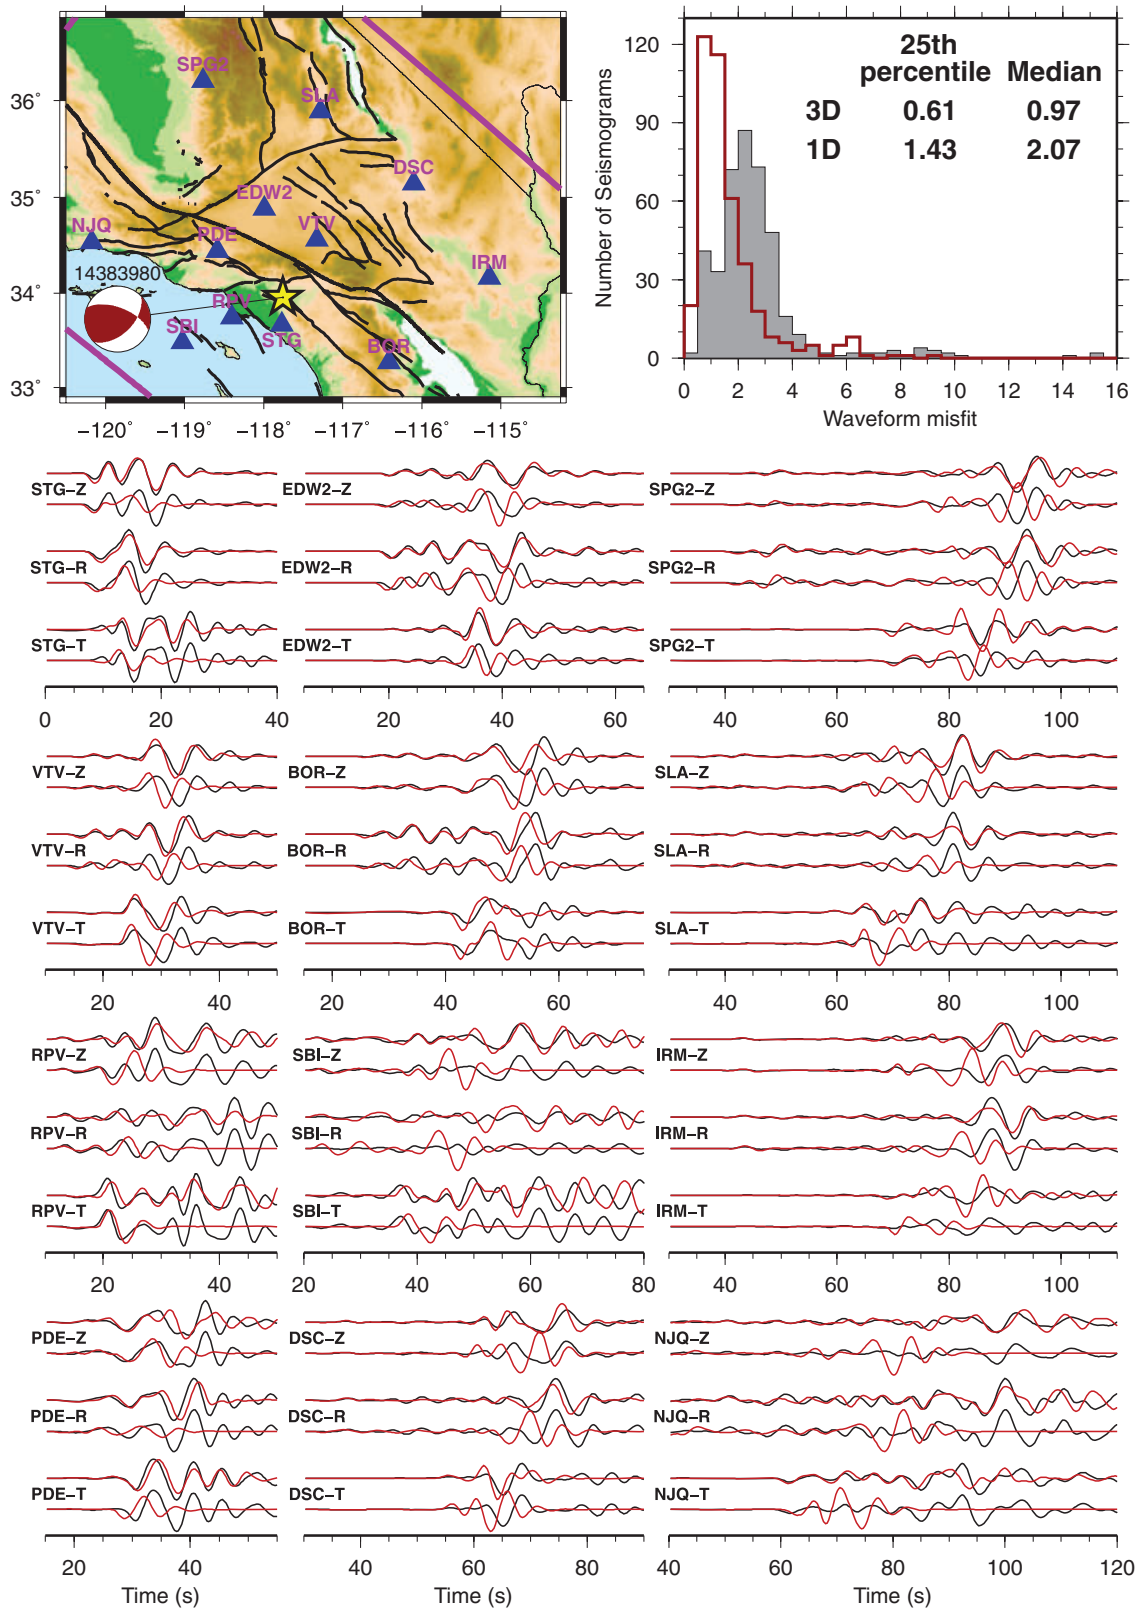 SPG2
SLA
DSC
EDW2
VTV
NJQ
PDE
IRM
14383980
RPV
STG
SBI
BOR
36˚
35˚
34˚
33˚
−120˚ −119˚ −118˚ −117˚ −116˚ −115˚
Number of Seismograms
120
90
60
30
0
25th
percentile Median
3D 0.61 0.97
1D 1.43 2.07
0 2 4 6 8 10 12 14 16
Waveform misfit
STG−Z EDW2−Z SPG2−Z
STG−R EDW2−R SPG2−R
STG−T EDW2−T SPG2−T
0 20 40 20 40 60 40 60 80 100
VTV−Z BOR−Z SLA−Z
VTV−R BOR−R SLA−R
VTV−T BOR−T SLA−T
20 40 20 40 60 40 60 80 100
RPV−Z SBI−Z IRM−Z
RPV−R SBI−R IRM−R
RPV−T SBI−T IRM−T
20 40 20 40 60 80 40 60 80 100
PDE−Z DSC−Z NJQ−Z
PDE−R DSC−R NJQ−R
PDE−T DSC−T NJQ−T
20 40 40 60 80 40 60 80 100 120
Time (s) Time (s) Time (s)